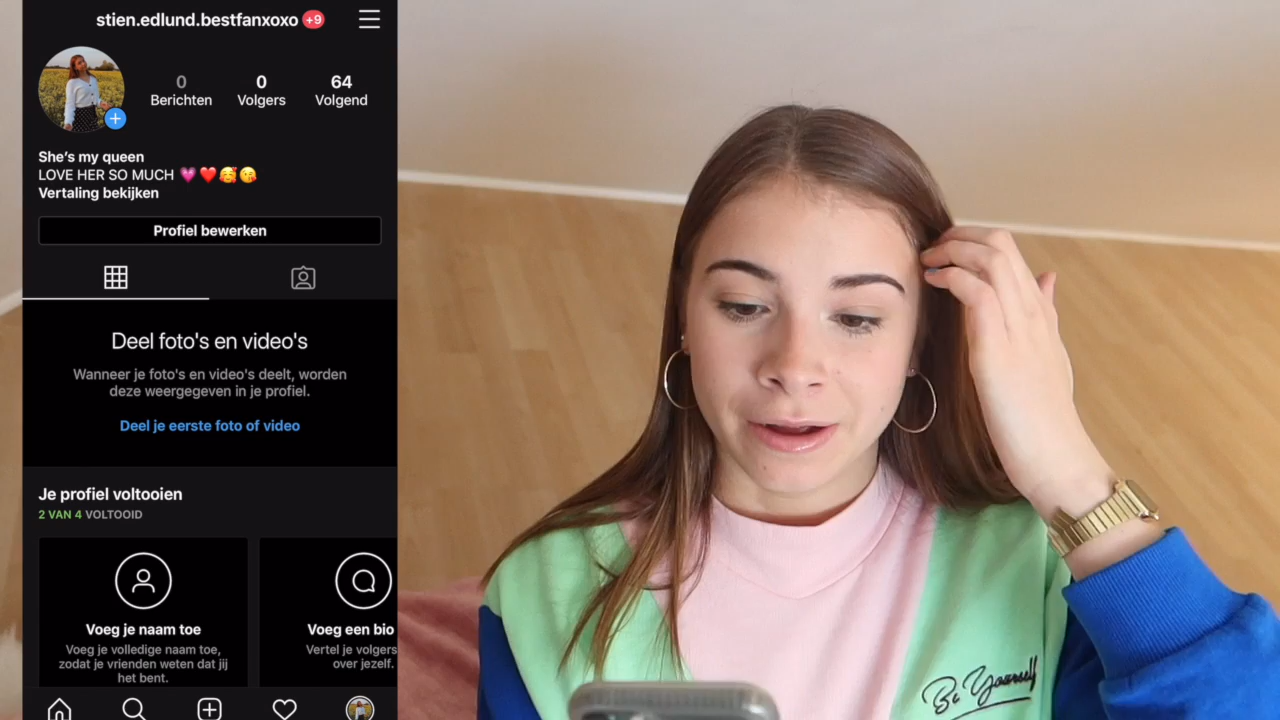 stien.edlund.bestfanxoxo +9
0
Berichten
0
Volgers
64
Volgend
She's my queen
LOVE HER SO MUCH 💗❤️🥰😘
Vertaling bekijken
Profiel bewerken
Deel foto's en video's
Wanneer je foto's en video's deelt, worden
deze weergegeven in je profiel.
Deel je eerste foto of video
Je profiel voltooien
2 VAN 4 VOLTOOID
Voeg je naam toe
Voeg je volledige naam toe,
zodat je vrienden weten dat jij
het bent.
Voeg een bio
Vertel je volgers
over jezelf.
Be Yourself